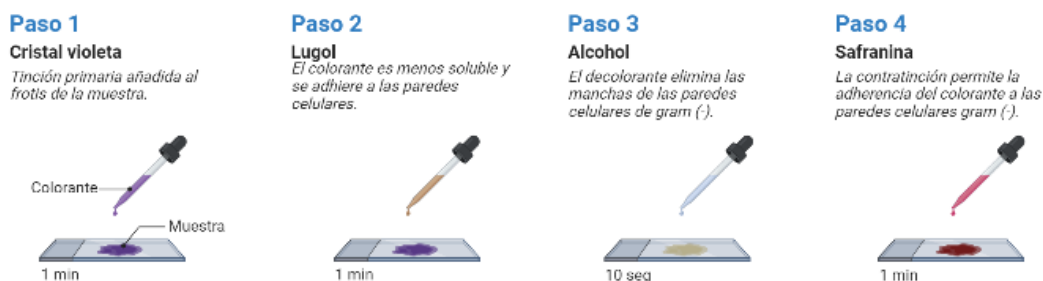 Paso 1
Cristal violeta
Tinción primaria añadida al
frotis de la muestra.
Colorante
Muestra
1 min
Paso 2
Lugol
El colorante es menos soluble y
se adhiere a las paredes
celulares.
1 min
Paso 3
Alcohol
El decolorante elimina las
manchas de las paredes
celulares de gram (-).
10 seg
Paso 4
Safranina
La contratinción permite la
adherencia del colorante a las
paredes celulares gram (-).
1 min